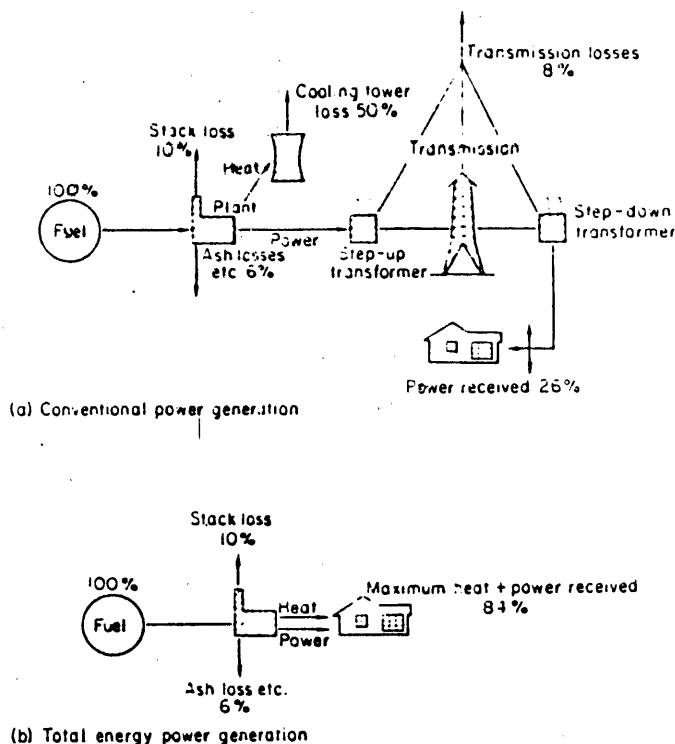 Transmission losses
8%
Cooling tower
loss 50%
Stack loss
10%
Transmission
Heat
100%
Plant
Fuel
Step-down
transformer
Power
Ash losses
etc 6%
Step-up
transformer
Power received 26%
(a) Conventional power generation
Stack loss
10%
100%
Maximum heat + power received
84%
Heat
Fuel
Power
Ash loss etc.
6%
(b) Total energy power generation